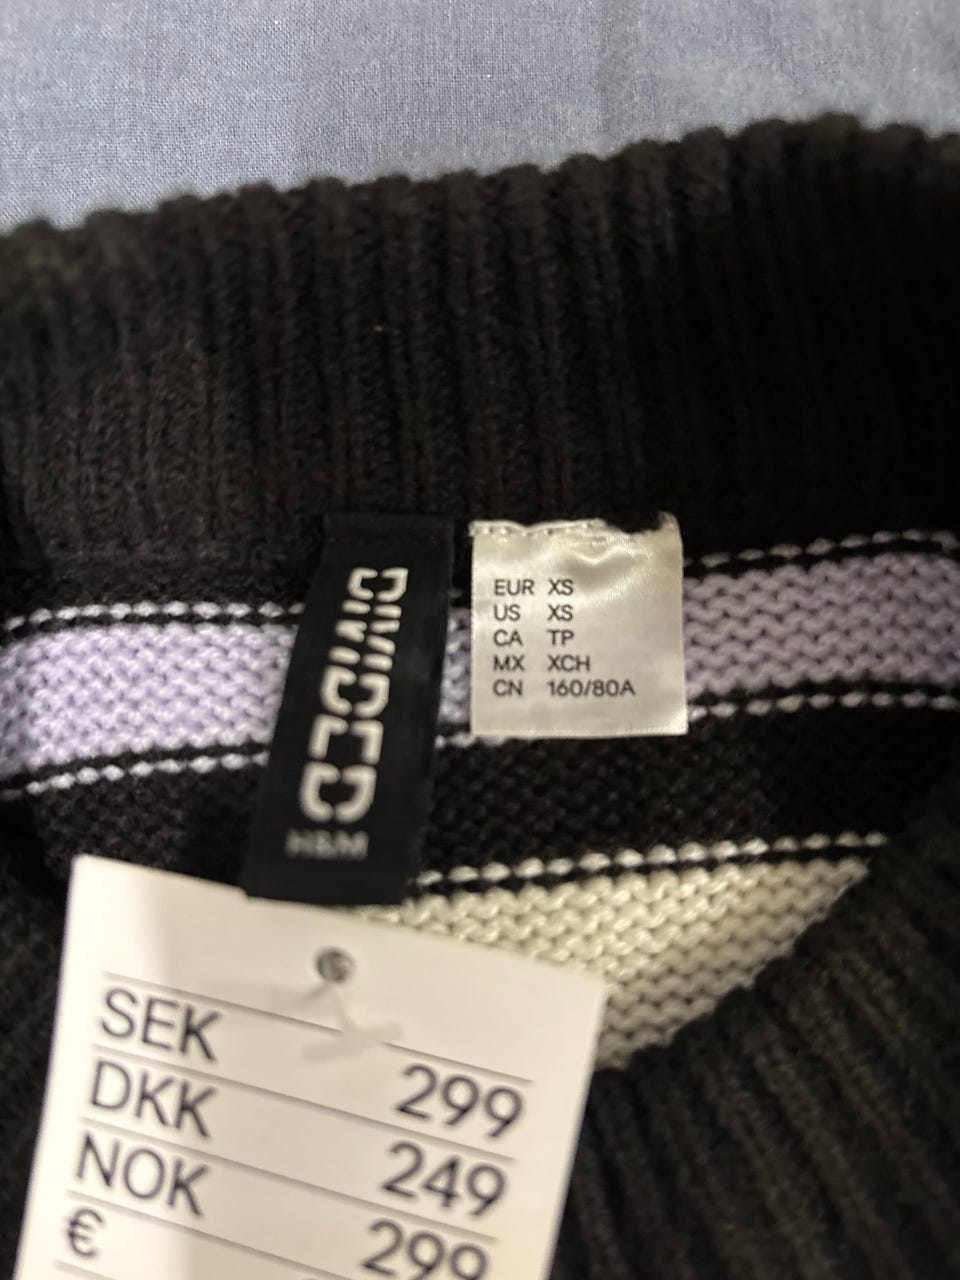 DIVIDED
H&M
EUR XS
US XS
CA TP
MX XCH
CN 160/80A
SEK 299
DKK 249
NOK 299
€